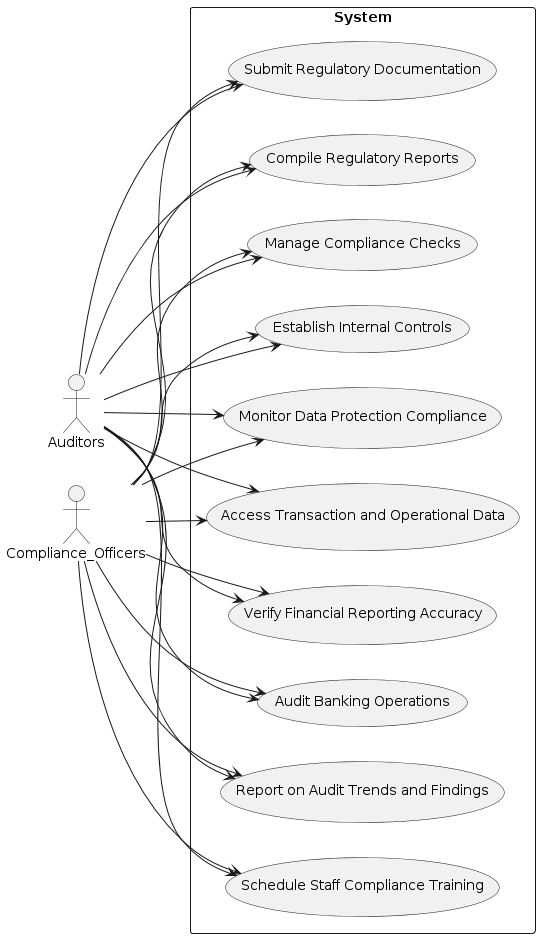 System
Submit Regulatory Documentation
Compile Regulatory Reports
Manage Compliance Checks
Establish Internal Controls
Monitor Data Protection Compliance
Auditors
Access Transaction and Operational Data
Compliance_Officers
Verify Financial Reporting Accuracy
Audit Banking Operations
Report on Audit Trends and Findings
Schedule Staff Compliance Training